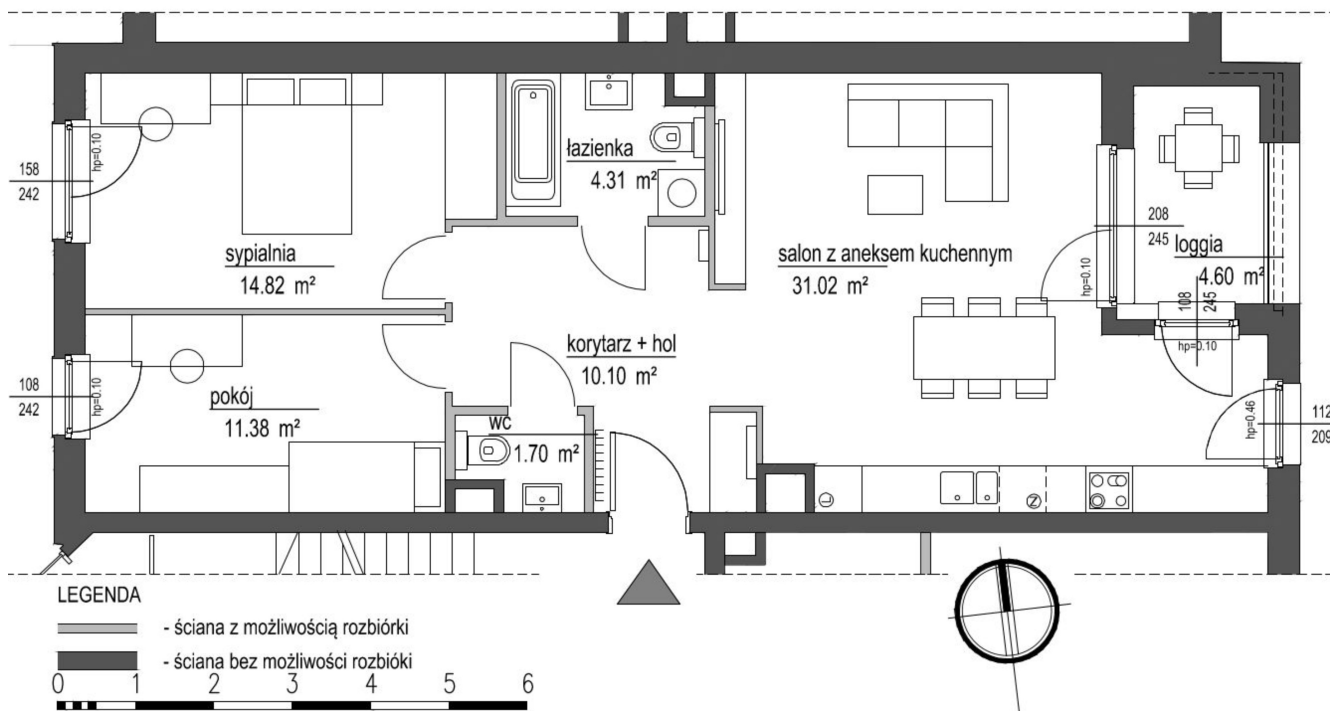 158
242
hp=0.10
sypialnia
14.82 m²
łazienka
4.31 m²
salon z aneksem kuchennym
31.02 m²
208
245
hp=0.10
loggia
4.60 m²
108
245
hp=0.10
108
242
hp=0.10
pokój
11.38 m²
korytarz + hol
10.10 m²
wc
1.70 m²
hp=0.46
112
209
L
Z
LEGENDA
- ściana z możliwością rozbiórki
- ściana bez możliwości rozbióki
0 1 2 3 4 5 6